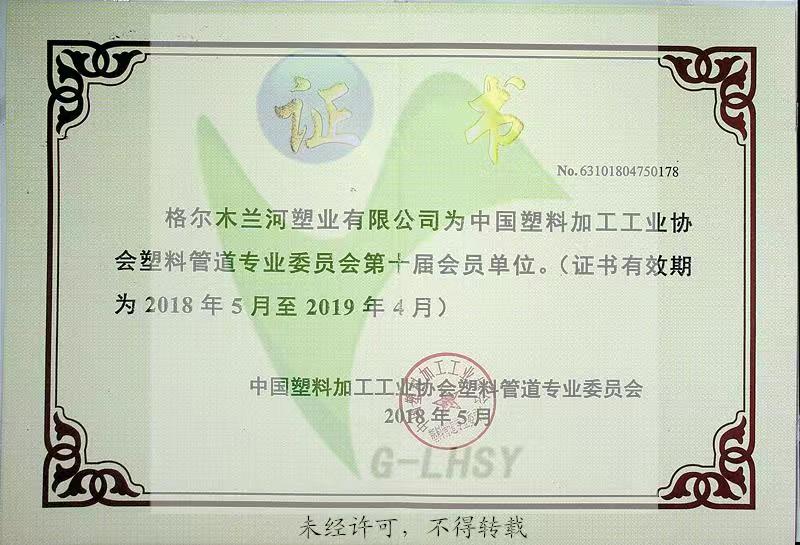 证书
No. 63101804750178
格尔木兰河塑业有限公司为中国塑料加工工业协
会塑料管道专业委员会第十届会员单位。（证书有效期
为 2018 年 5 月至 2019 年 4 月）
中国塑料加工工业协会塑料管道专业委员会
2018 年 5 月
G-LHSY
未经许可，不得转载